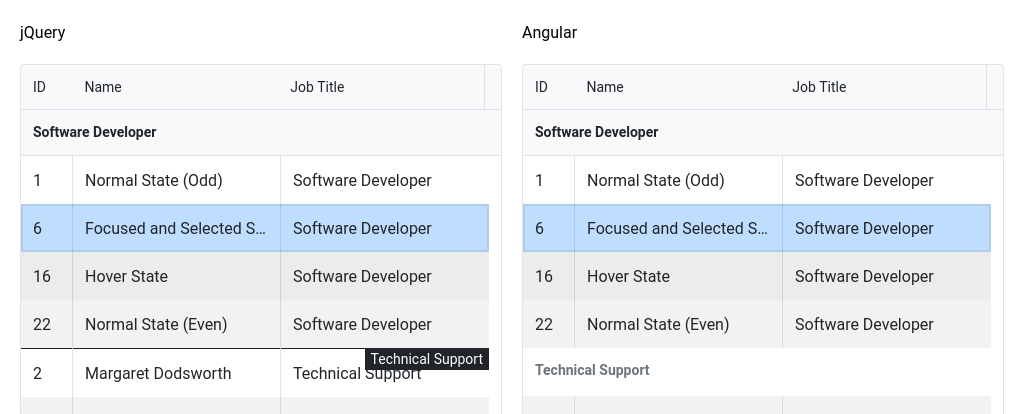 jQuery
ID Name Job Title
Software Developer
1 Normal State (Odd) Software Developer
6 Focused and Selected S... Software Developer
16 Hover State Software Developer
22 Normal State (Even) Software Developer
Technical Support
2 Margaret Dodsworth Technical Support
Angular
ID Name Job Title
Software Developer
1 Normal State (Odd) Software Developer
6 Focused and Selected S... Software Developer
16 Hover State Software Developer
22 Normal State (Even) Software Developer
Technical Support